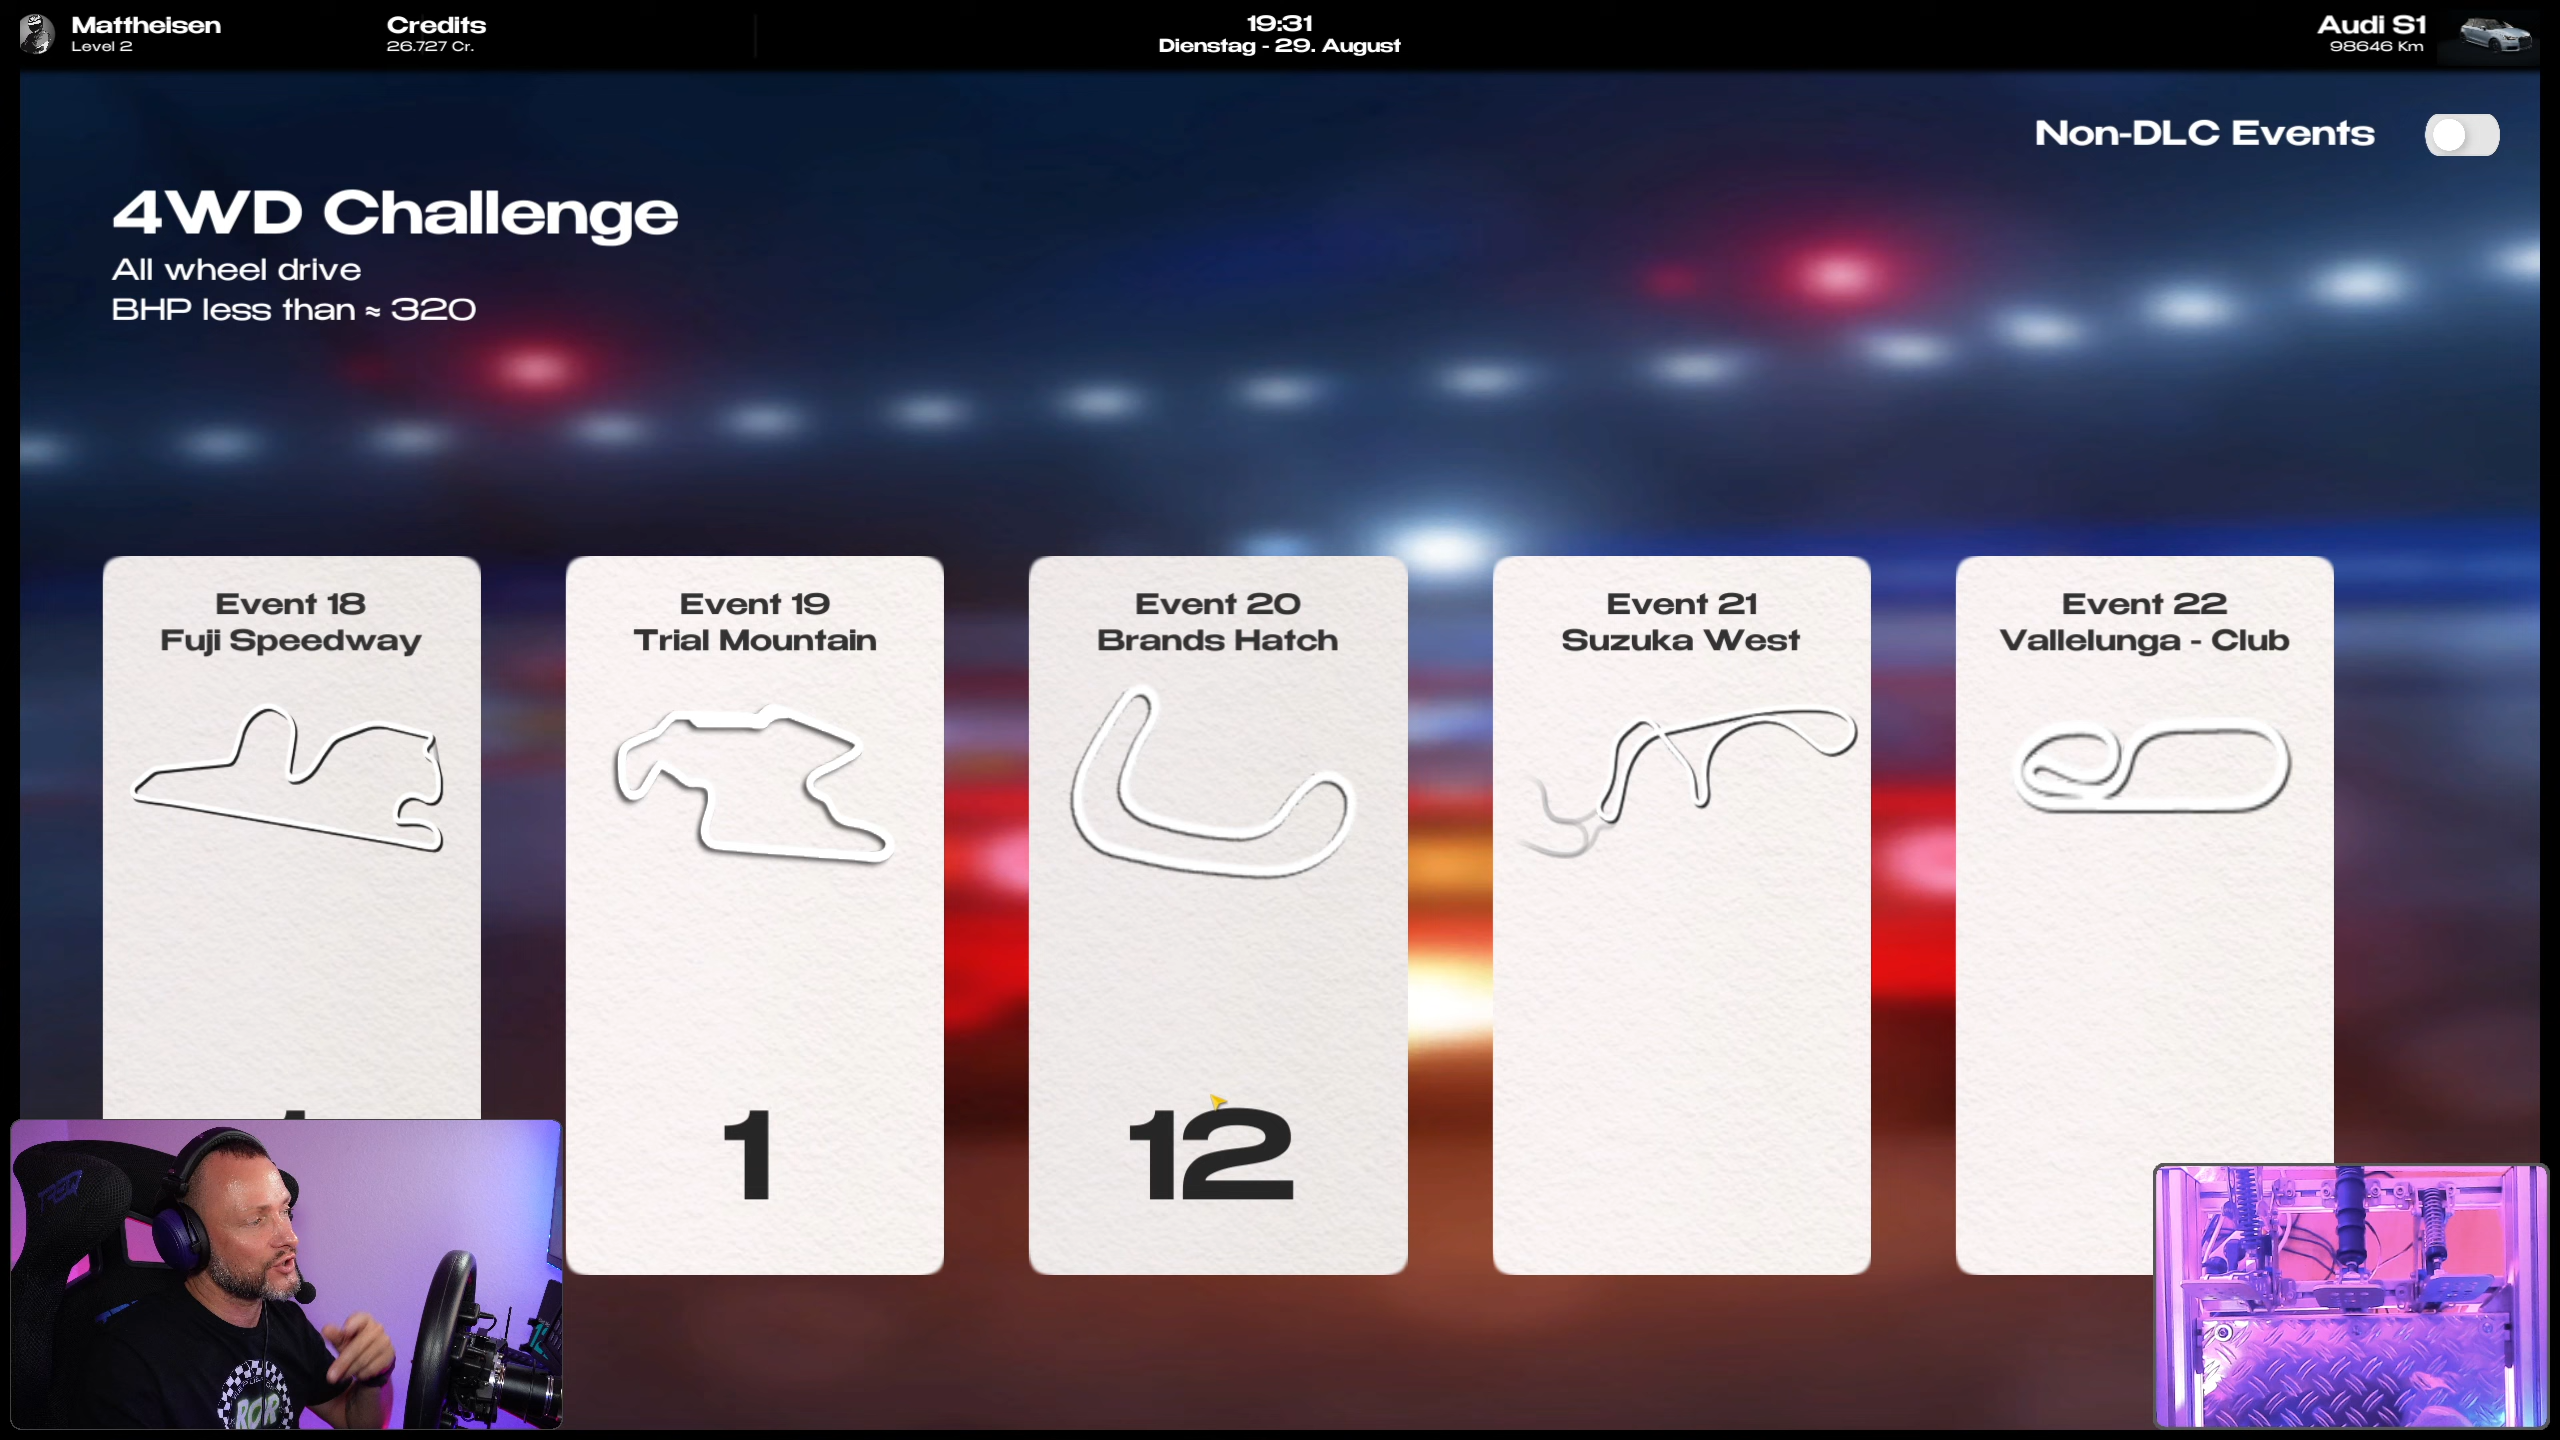 Mattheisen
Level 2
Credits
26.727 Cr.
19:31
Dienstag - 29. August
Audi S1
98646 Km
Non-DLC Events
4WD Challenge
All wheel drive
BHP less than ≈ 320
Event 18
Fuji Speedway
Event 19
Trial Mountain
1
Event 20
Brands Hatch
12
Event 21
Suzuka West
Event 22
Vallelunga - Club